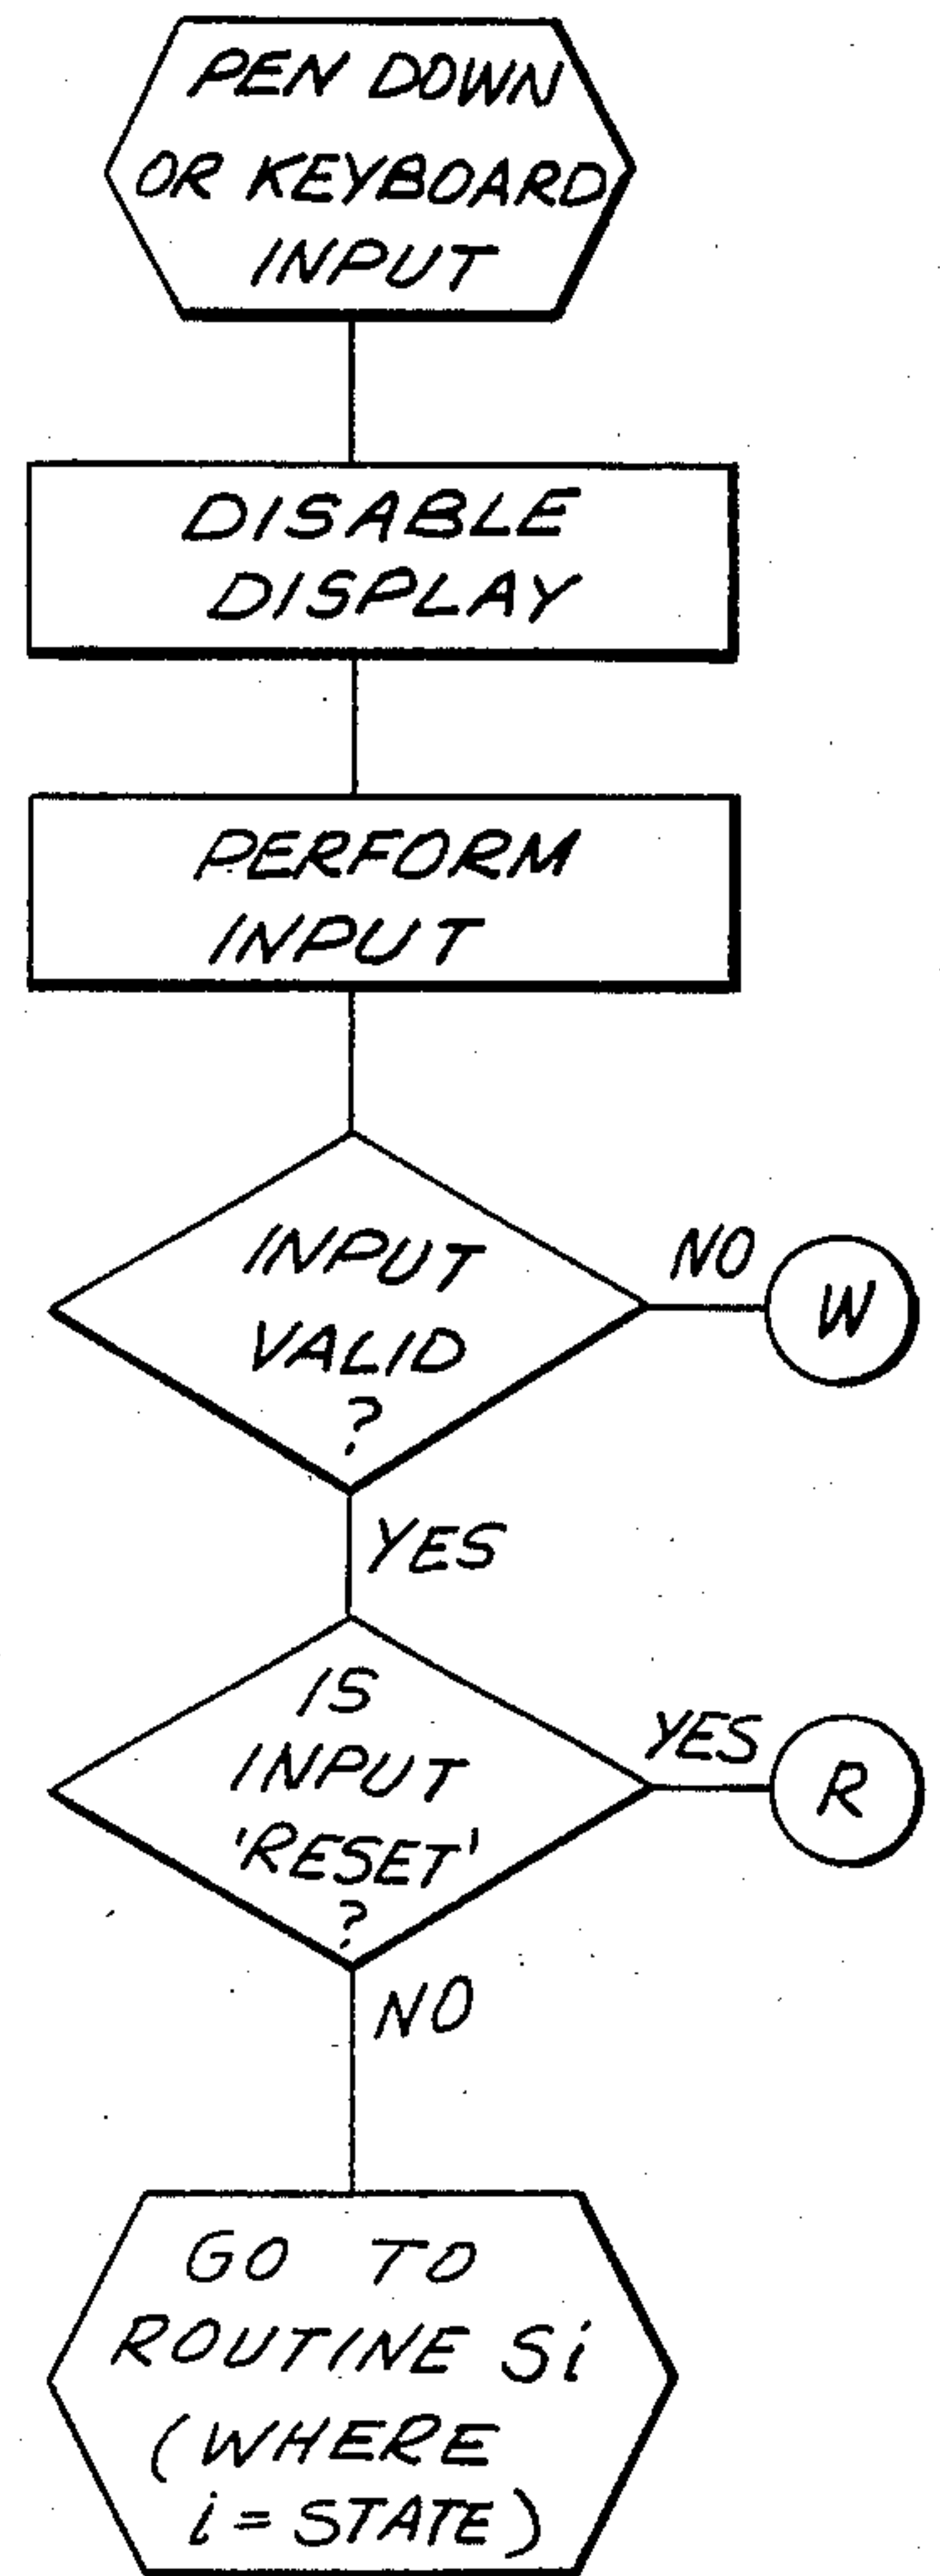 PEN DOWN
OR KEYBOARD
INPUT
DISABLE
DISPLAY
PERFORM
INPUT
INPUT
VALID
?
NO
W
YES
IS
INPUT
'RESET'
?
YES
R
NO
GO TO
ROUTINE Si
(WHERE
i = STATE)